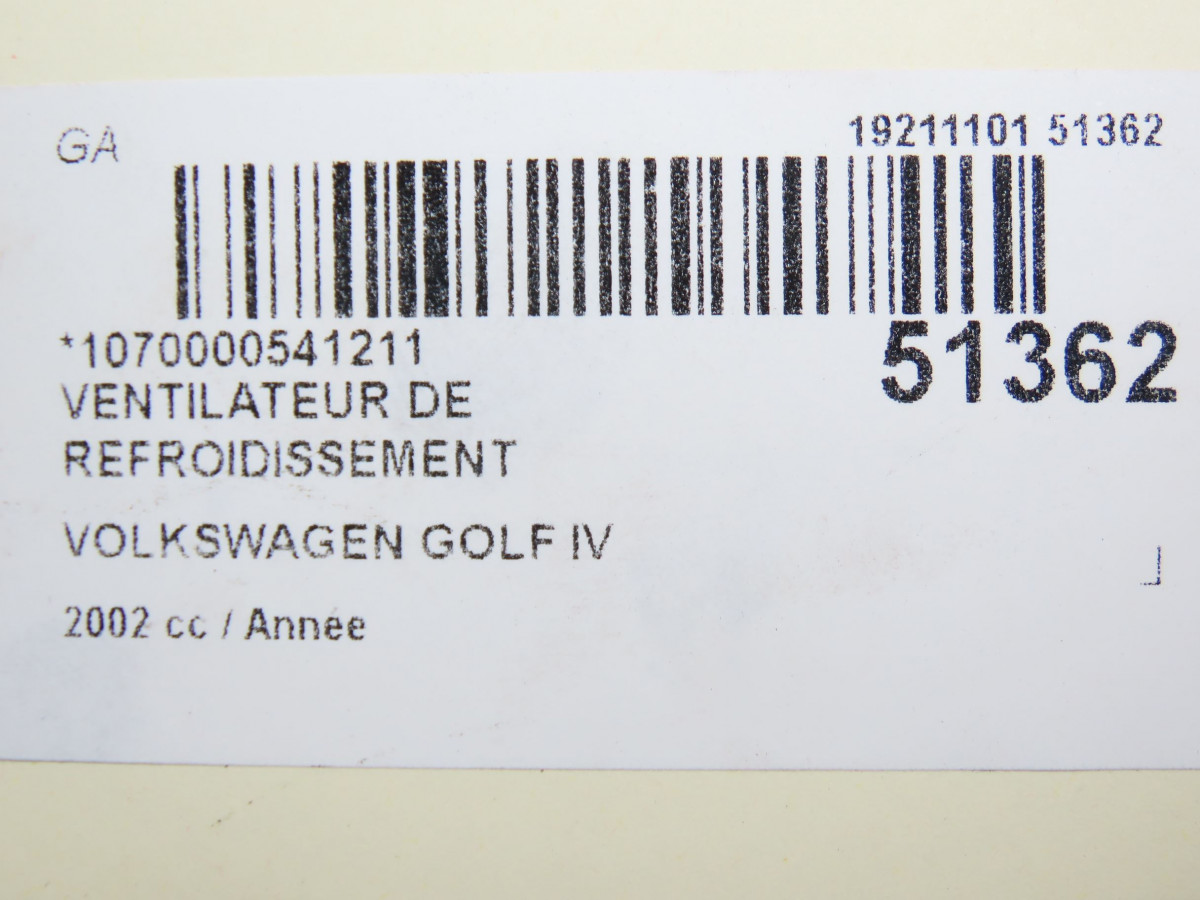 GA
19211101 51362
*1070000541211
51362
VENTILATEUR DE
REFROIDISSEMENT
VOLKSWAGEN GOLF IV
2002 cc / Année